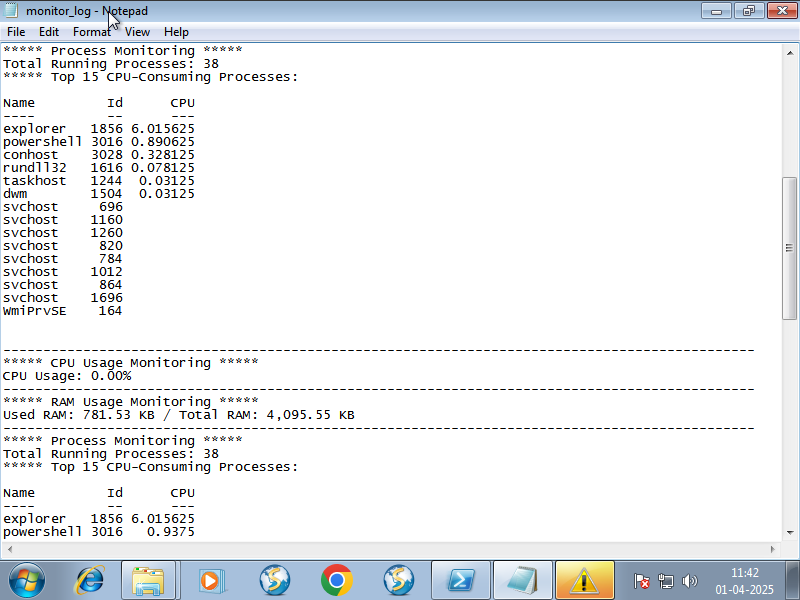 monitor_log - Notepad
File Edit Format View Help
***** Process Monitoring *****
Total Running Processes: 38
***** Top 15 CPU-Consuming Processes:
Name Id CPU
---- -- ---
explorer 1856 6.015625
powershell 3016 0.890625
conhost 3028 0.328125
rundll32 1616 0.078125
taskhost 1244 0.03125
dwm 1504 0.03125
svchost 696
svchost 1160
svchost 1260
svchost 820
svchost 784
svchost 1012
svchost 864
svchost 1696
WmiPrvSE 164
----------------------------------------------------------------------------------------------
***** CPU Usage Monitoring *****
CPU Usage: 0.00%
----------------------------------------------------------------------------------------------
***** RAM Usage Monitoring *****
Used RAM: 781.53 KB / Total RAM: 4,095.55 KB
----------------------------------------------------------------------------------------------
***** Process Monitoring *****
Total Running Processes: 38
***** Top 15 CPU-Consuming Processes:
Name Id CPU
---- -- ---
explorer 1856 6.015625
powershell 3016 0.9375
11:42
01-04-2025